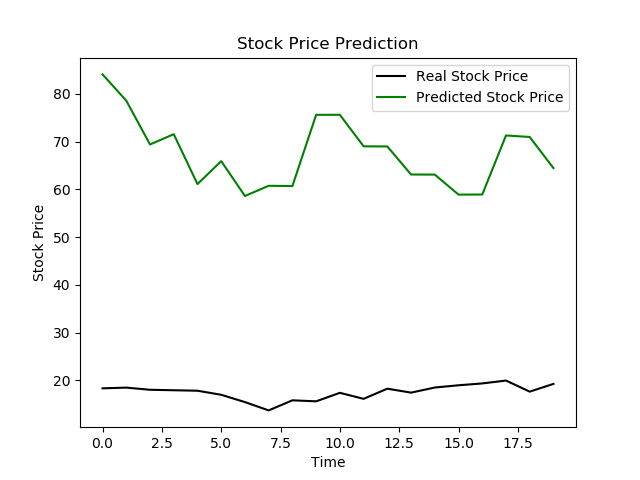 Stock Price Prediction
Real Stock Price
Predicted Stock Price
80
70
60
50
40
30
20
Stock Price
0.0 2.5 5.0 7.5 10.0 12.5 15.0 17.5
Time